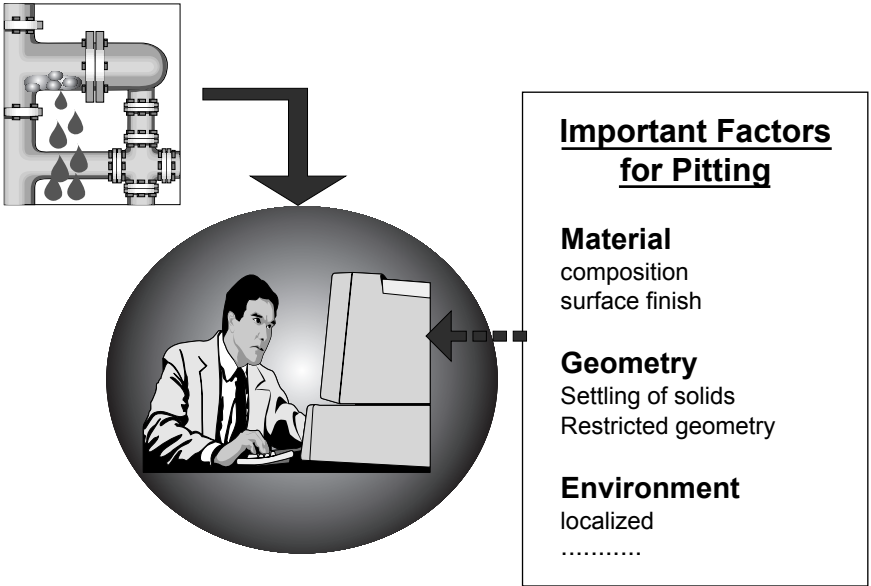 Important Factors
for Pitting
Material
composition
surface finish
Geometry
Settling of solids
Restricted geometry
Environment
localized
...........